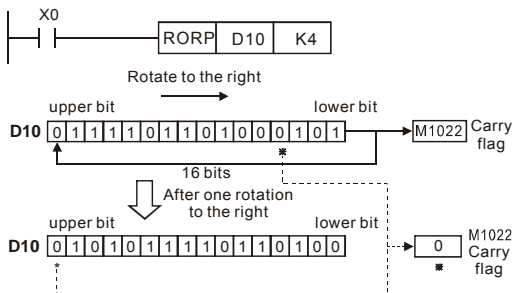 X0
RORP D10 K4
Rotate to the right
upper bit lower bit
D10 0 1 1 1 1 0 1 1 0 1 0 0 0 1 0 1 M1022 Carry flag
*
16 bits
After one rotation
to the right
upper bit lower bit
D10 0 1 0 1 0 1 1 1 1 0 1 1 0 1 0 0 0 M1022 Carry flag
* *